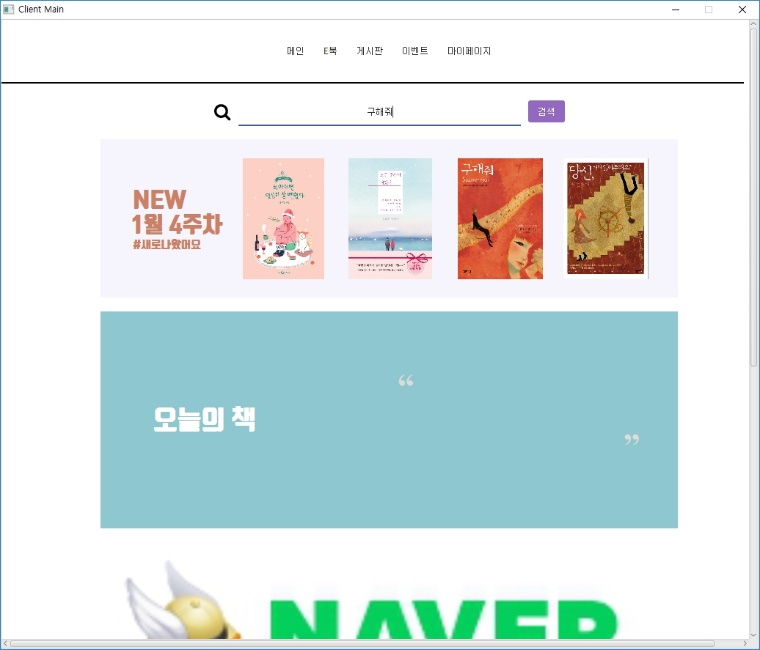 Client Main
메인 E북 게시판 이벤트 마이페이지
구해줘
검색
NEW
1월 4주차
#새로나왔어요
구해줘
당신,
“
오늘의 책
”
NAVER